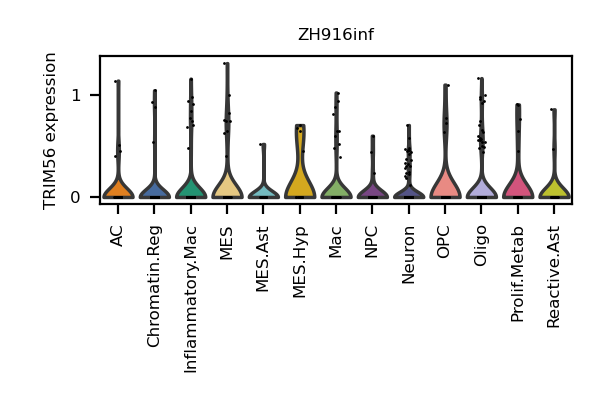 ZH916inf
TRIM56 expression
1
0
AC
Chromatin.Reg
Inflammatory.Mac
MES
MES.Ast
MES.Hyp
Mac
NPC
Neuron
OPC
Oligo
Prolif.Metab
Reactive.Ast